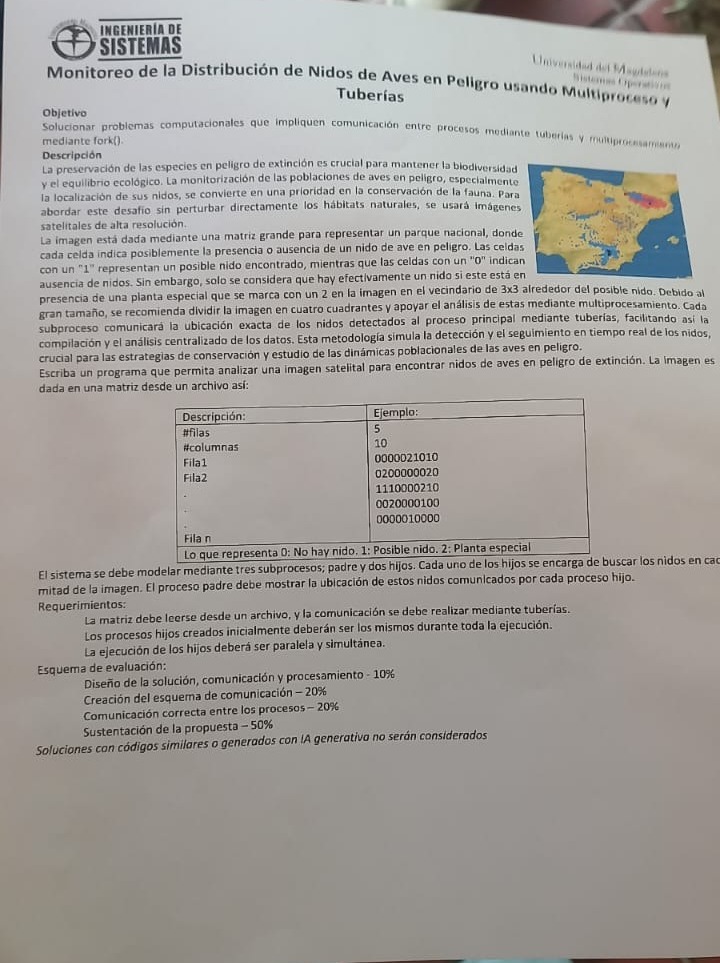 INGENIERÍA DE
SISTEMAS
Universidad del Magdalena
Sistemas Operativos
Monitoreo de la Distribución de Nidos de Aves en Peligro usando Multiproceso y
Tuberías
Objetivo
Solucionar problemas computacionales que impliquen comunicación entre procesos mediante tuberías y multiprocesamiento
mediante fork().
Descripción
La preservación de las especies en peligro de extinción es crucial para mantener la biodiversidad
y el equilibrio ecológico. La monitorización de las poblaciones de aves en peligro, especialmente
la localización de sus nidos, se convierte en una prioridad en la conservación de la fauna. Para
abordar este desafío sin perturbar directamente los hábitats naturales, se usará imágenes
satelitales de alta resolución.
La imagen está dada mediante una matriz grande para representar un parque nacional, donde
cada celda indica posiblemente la presencia o ausencia de un nido de ave en peligro. Las celdas
con un "1" representan un posible nido encontrado, mientras que las celdas con un "0" indican
ausencia de nidos. Sin embargo, solo se considera que hay efectivamente un nido si este está en
presencia de una planta especial que se marca con un 2 en la imagen en el vecindario de 3x3 alrededor del posible nido. Debido al
gran tamaño, se recomienda dividir la imagen en cuatro cuadrantes y apoyar el análisis de estas mediante multiprocesamiento. Cada
subproceso comunicará la ubicación exacta de los nidos detectados al proceso principal mediante tuberías, facilitando así la
compilación y el análisis centralizado de los datos. Esta metodología simula la detección y el seguimiento en tiempo real de los nidos,
crucial para las estrategias de conservación y estudio de las dinámicas poblacionales de las aves en peligro.
Escriba un programa que permita analizar una imagen satelital para encontrar nidos de aves en peligro de extinción. La imagen es
dada en una matriz desde un archivo así:
Descripción: Ejemplo:
#filas 5
#columnas 10
Fila1 0000021010
Fila2 0200000020
. 1110000210
. 0020000100
. 0000010000
Fila n
Lo que representa 0: No hay nido. 1: Posible nido. 2: Planta especial
El sistema se debe modelar mediante tres subprocesos; padre y dos hijos. Cada uno de los hijos se encarga de buscar los nidos en cad
mitad de la imagen. El proceso padre debe mostrar la ubicación de estos nidos comunicados por cada proceso hijo.
Requerimientos:
La matriz debe leerse desde un archivo, y la comunicación se debe realizar mediante tuberías.
Los procesos hijos creados inicialmente deberán ser los mismos durante toda la ejecución.
La ejecución de los hijos deberá ser paralela y simultánea.
Esquema de evaluación:
Diseño de la solución, comunicación y procesamiento - 10%
Creación del esquema de comunicación – 20%
Comunicación correcta entre los procesos – 20%
Sustentación de la propuesta – 50%
Soluciones con códigos similares o generados con IA generativa no serán considerados